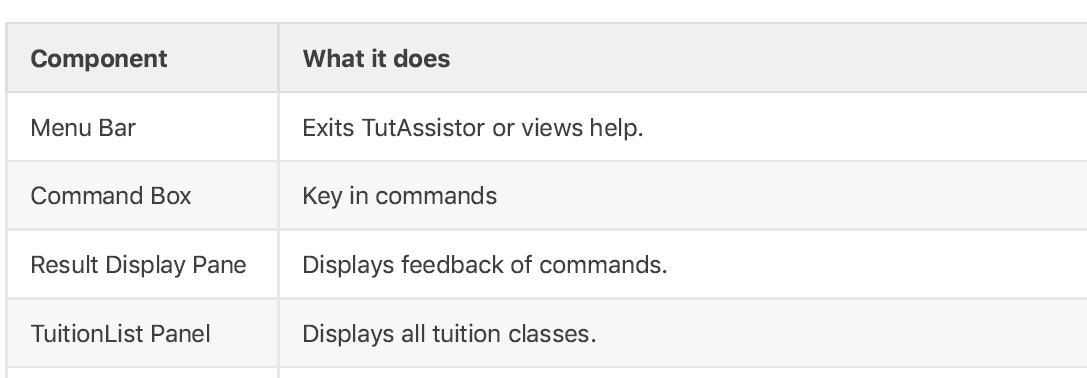 Component What it does
Menu Bar Exits TutAssistor or views help.
Command Box Key in commands
Result Display Pane Displays feedback of commands.
TuitionList Panel Displays all tuition classes.